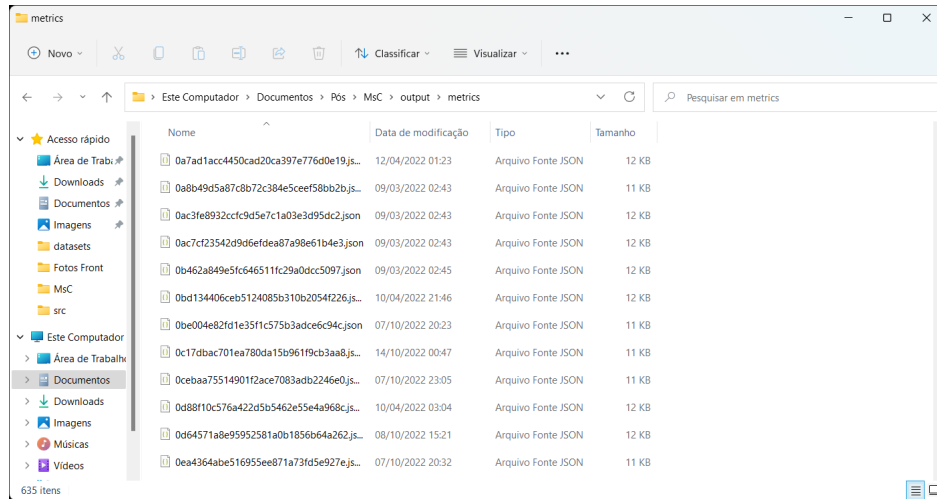 metrics
Novo
Classificar
Visualizar
Este Computador > Documentos > Pós > MsC > output > metrics
Pesquisar em metrics
Acesso rápido
Área de Traba
Downloads
Documentos
Imagens
datasets
Fotos Front
MsC
src
Este Computador
Área de Trabalho
Documentos
Downloads
Imagens
Músicas
Vídeos
Nome Data de modificação Tipo Tamanho
0a7ad1acc4450cad20ca397e776d0e19.js... 12/04/2022 01:23 Arquivo Fonte JSON 12 KB
0a8b49d5a87c8b72c384e5ceef58bb2b.js... 09/03/2022 02:43 Arquivo Fonte JSON 11 KB
0ac3fe8932ccfc9d5e7c1a03e3d95dc2.json 09/03/2022 02:43 Arquivo Fonte JSON 12 KB
0ac7cf23542d9d6efdea87a98e61b4e3.json 09/03/2022 02:43 Arquivo Fonte JSON 12 KB
0b462a849e5fc646511fc29a0dcc5097.json 09/03/2022 02:45 Arquivo Fonte JSON 12 KB
0bd134406ceb5124085b310b2054f226.js... 10/04/2022 21:46 Arquivo Fonte JSON 12 KB
0be004e82fd1e35f1c575b3adce6c94c.json 07/10/2022 20:23 Arquivo Fonte JSON 11 KB
0c17dbac701ea780da15b961f9cb3aa8.js... 14/10/2022 00:47 Arquivo Fonte JSON 11 KB
0cebaa75514901f2ace7083adb2246e0.js... 07/10/2022 23:05 Arquivo Fonte JSON 11 KB
0d88f10c576a422d5b5462e55e4a968c.js... 10/04/2022 03:04 Arquivo Fonte JSON 12 KB
0d64571a8e95952581a0b1856b64a262.js... 08/10/2022 15:21 Arquivo Fonte JSON 12 KB
0ea4364abe516955ee871a73fd5e927e.js... 07/10/2022 20:32 Arquivo Fonte JSON 11 KB
635 itens